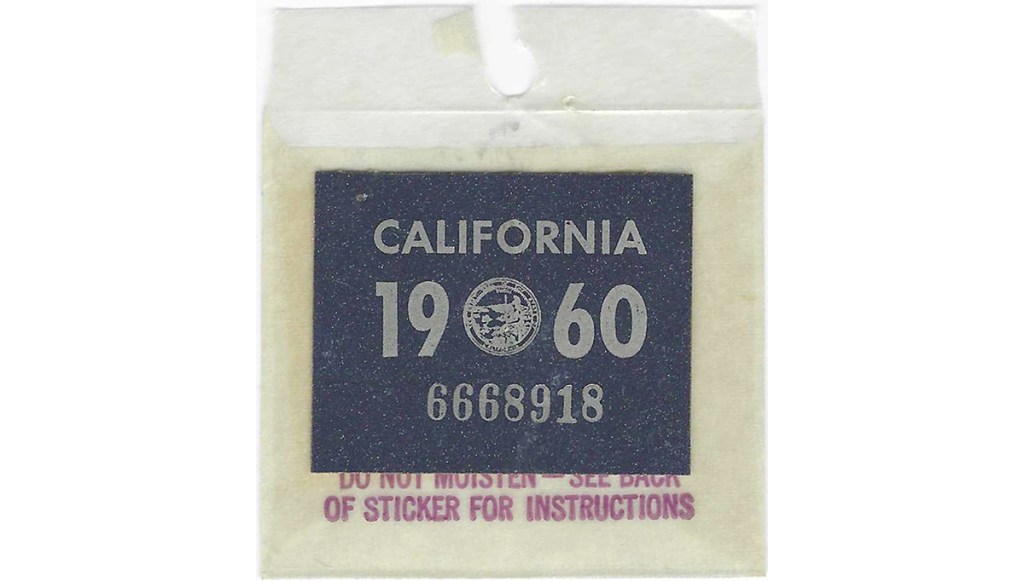 CALIFORNIA
19 60
6668918
DO NOT MOISTEN — SEE BACK
OF STICKER FOR INSTRUCTIONS